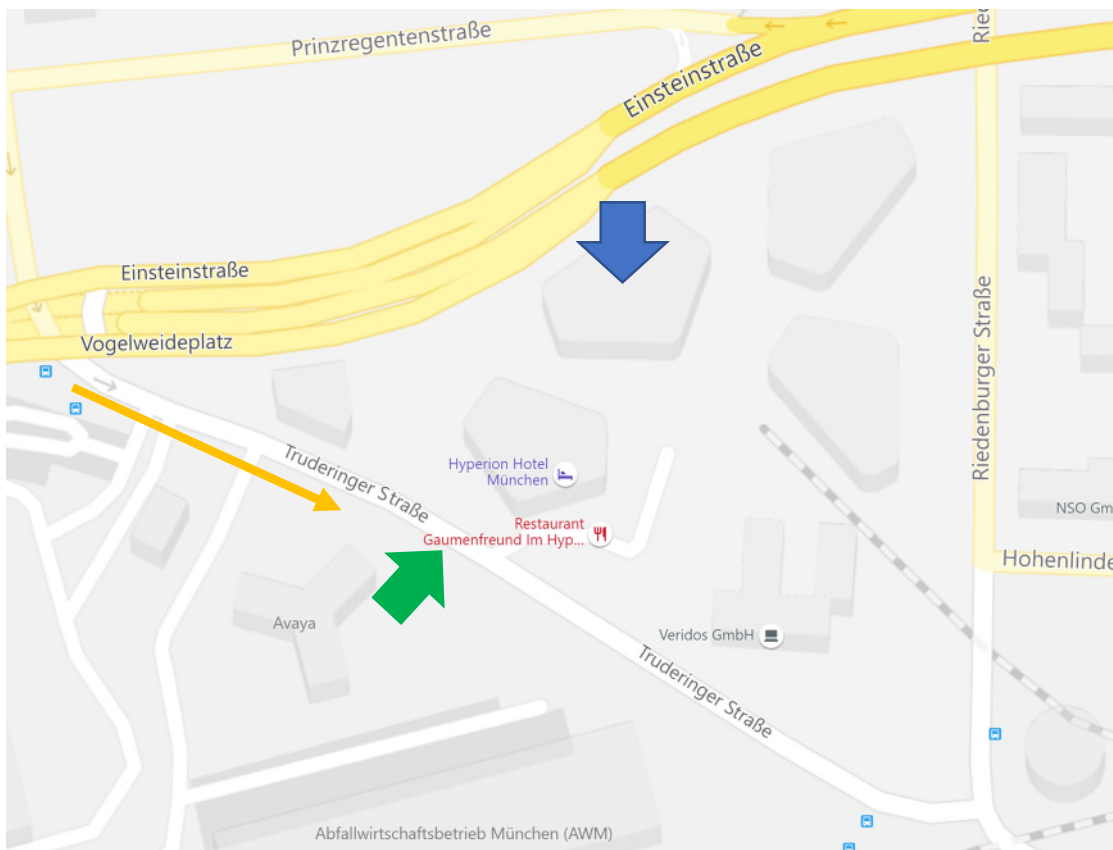 Prinzregentenstraße
Einsteinstraße
Einsteinstraße
Vogelweideplatz
Riedenburger Straße
Truderinger Straße
Hyperion Hotel
München
Restaurant
Gaumenfreund Im Hyp...
NSO Gm
Hohenlinde
Avaya
Veridos GmbH
Truderinger Straße
Abfallwirtschaftsbetrieb München (AWM)